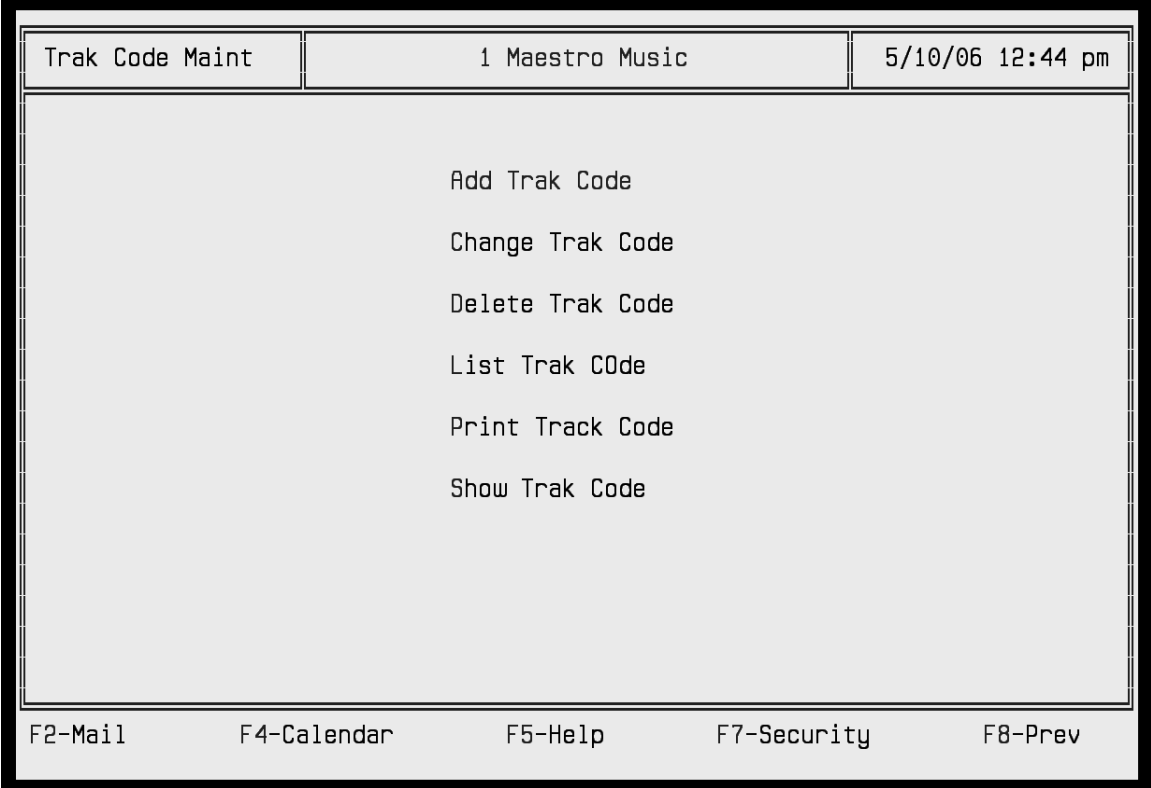 Trak Code Maint 1 Maestro Music 5/10/06 12:44 pm
Add Trak Code
Change Trak Code
Delete Trak Code
List Trak COde
Print Track Code
Show Trak Code
F2-Mail F4-Calendar F5-Help F7-Security F8-Prev